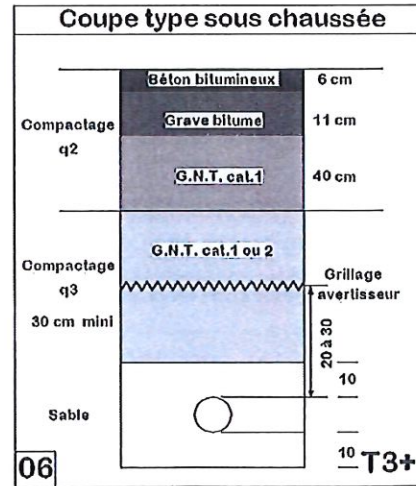 Coupe type sous chaussée
Béton bitumineux
6 cm
Grave bitume
11 cm
Compactage
q2
G.N.T. cat.1
40 cm
G.N.T. cat.1 ou 2
Compactage
q3
Grillage
avertisseur
30 cm mini
20 à 30
10
Sable
10
T3+
06